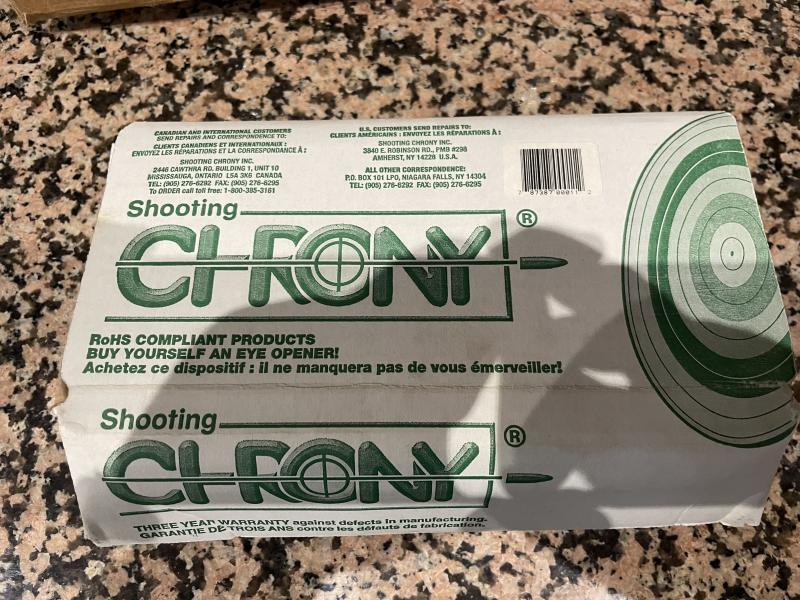 CANADIAN AND INTERNATIONAL CUSTOMERS
SEND REPAIRS AND CORRESPONDENCE TO:
CLIENTS CANADIENS ET INTERNATIONAUX :
ENVOYEZ LES RÉPARATIONS ET LA CORRESPONDANCE À :
SHOOTING CHRONY INC.
2446 CAWTHRA RD. BUILDING 1, UNIT 10
MISSISSAUGA, ONTARIO L5A 3K6 CANADA
TEL: (905) 276-6292 FAX: (905) 276-6295
To ORDER call toll free: 1-800-385-3161
U.S. CUSTOMERS SEND REPAIRS TO:
CLIENTS AMÉRICAINS : ENVOYEZ LES RÉPARATIONS À :
SHOOTING CHRONY INC.
3840 E. ROBINSON RD., PMB #298
AMHERST, NY 14228 U.S.A.
ALL OTHER CORRESPONDENCE:
P.O. BOX 101 LPO, NIAGARA FALLS, NY 14304
TEL: (905) 276-6292 FAX: (905) 276-6295
7 87387 00011 2
Shooting
CHRONY®
RoHS COMPLIANT PRODUCTS
BUY YOURSELF AN EYE OPENER!
Achetez ce dispositif : il ne manquera pas de vous émerveiller!
Shooting
CHRONY®
THREE YEAR WARRANTY against defects in manufacturing.
GARANTIE DE TROIS ANS contre les défauts de fabrication.